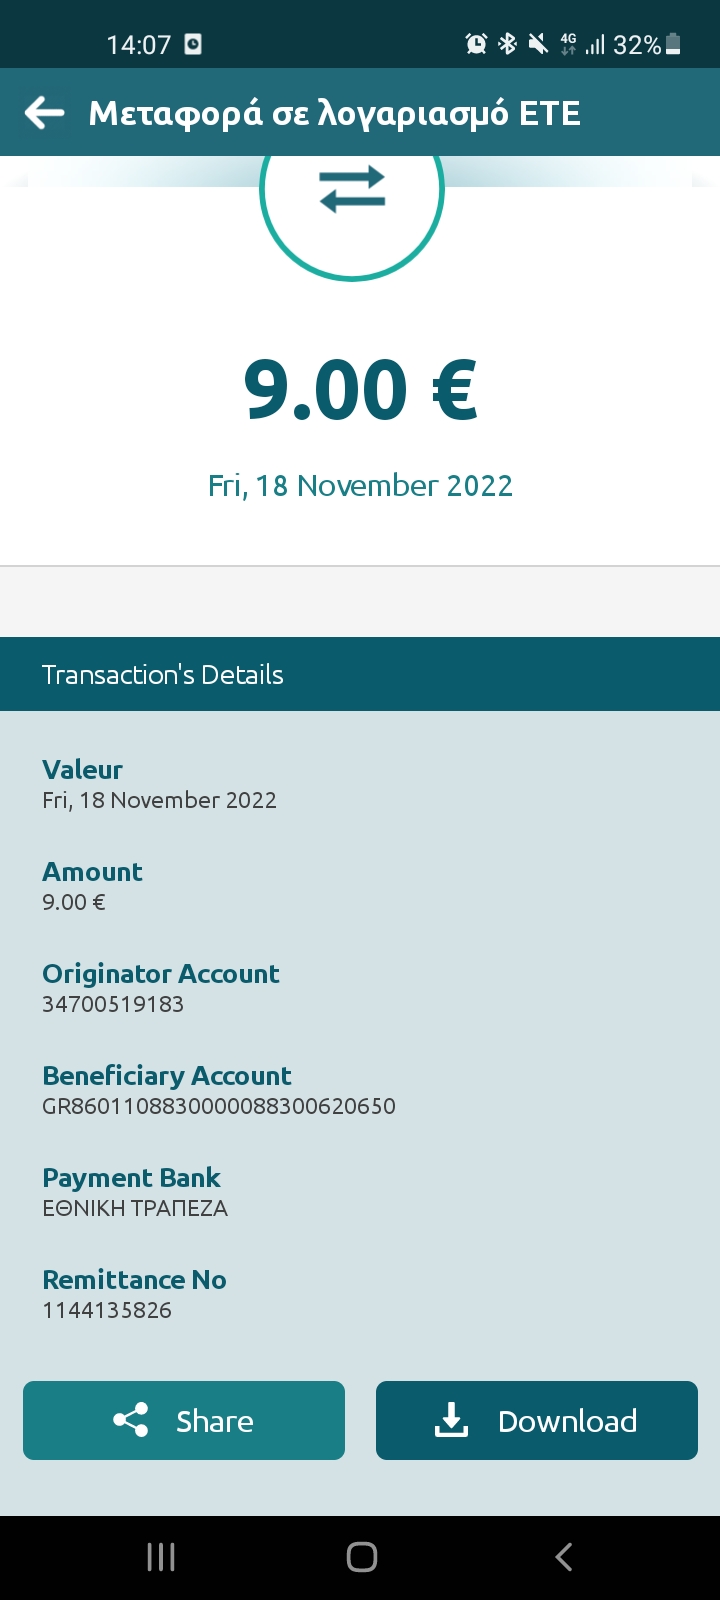 14:07
4G
32%
Μεταφορά σε λογαριασμό ΕΤΕ
9.00 €
Fri, 18 November 2022
Transaction's Details
Valeur
Fri, 18 November 2022
Amount
9.00 €
Originator Account
34700519183
Beneficiary Account
GR8601108830000088300620650
Payment Bank
ΕΘΝΙΚΗ ΤΡΑΠΕΖΑ
Remittance No
1144135826
Share
Download